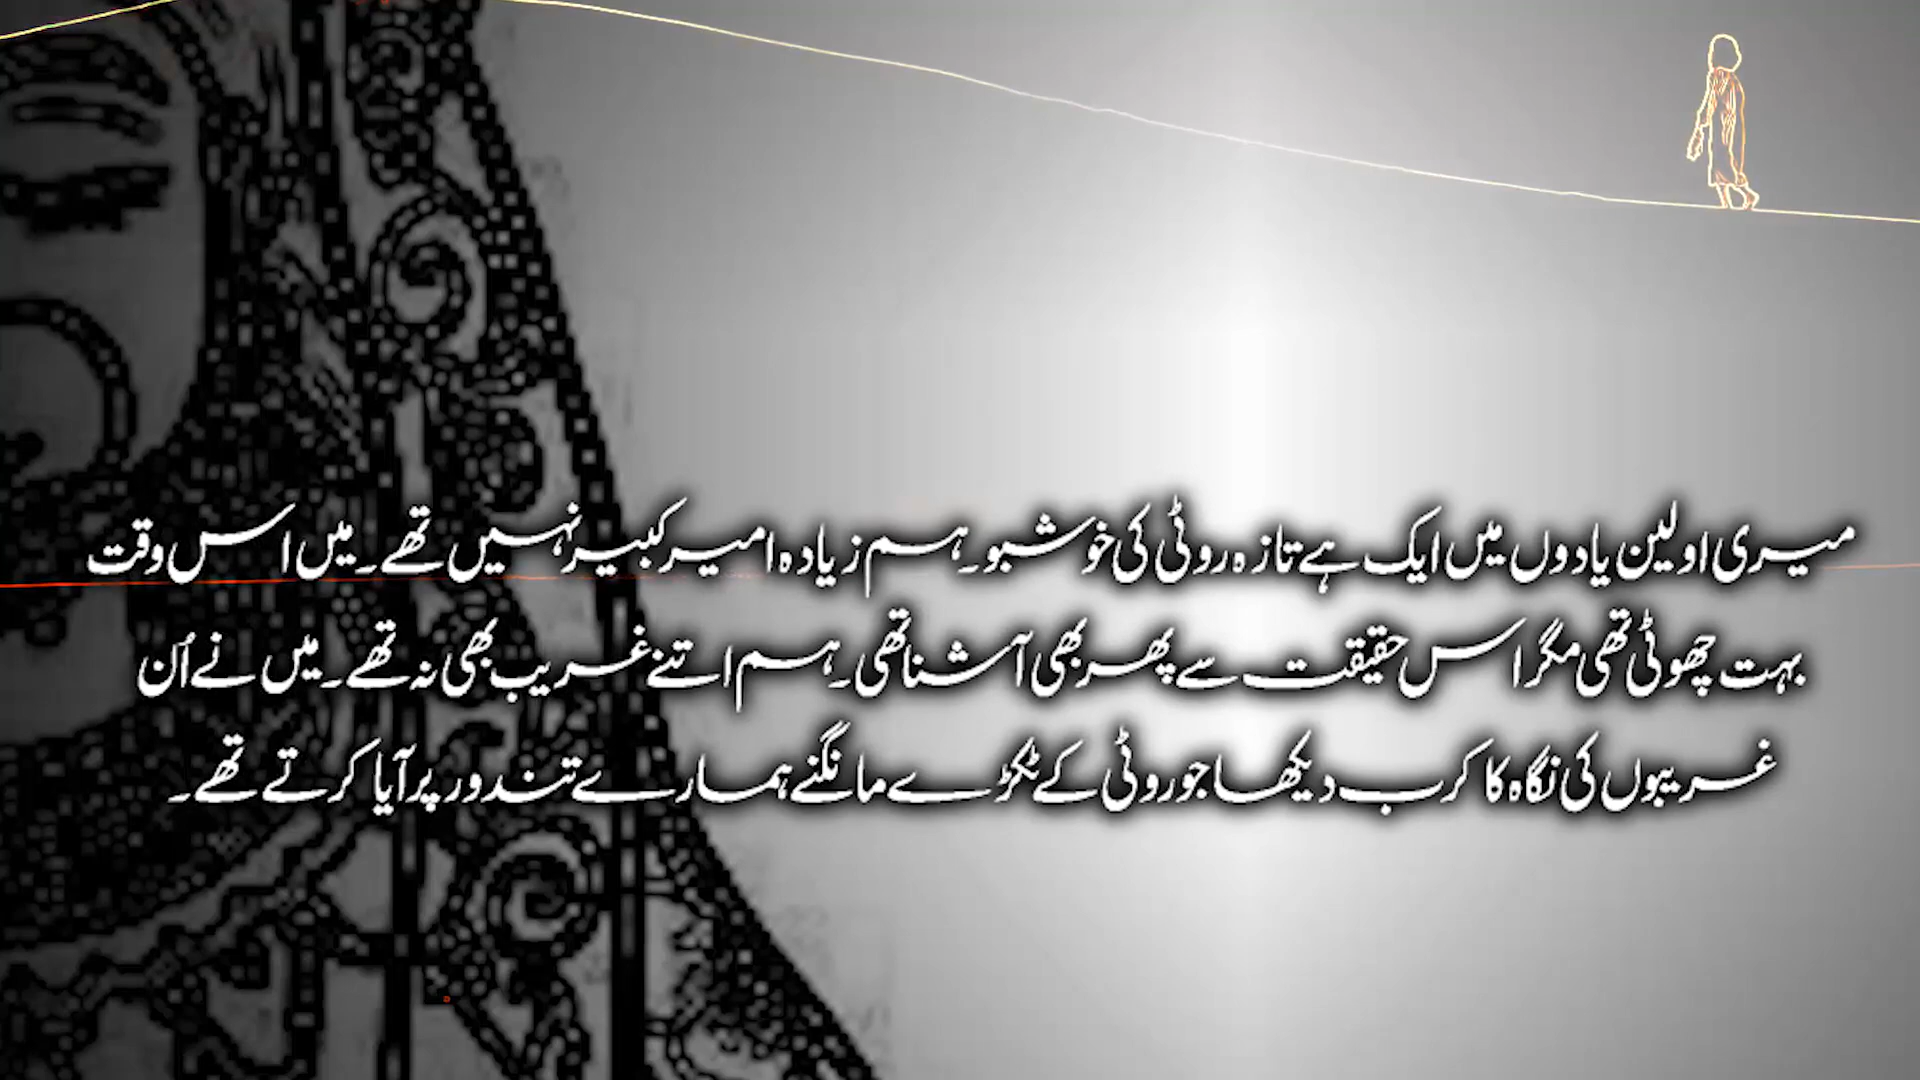 میری اولین یادوں میں ایک ہے تازہ روٹی کی خوشبو۔ ہم زیادہ امیر کبیر نہیں تھے۔ میں اس وقت
بہت چھوٹی تھی مگر اس حقیقت سے پھر بھی آشنا تھی۔ ہم اتنے غریب بھی نہ تھے۔ میں نے اُن
غریبوں کی نگاہ کا کرب دیکھا جو روٹی کے ٹکڑے مانگنے ہمارے تندور پر آیا کرتے تھے۔